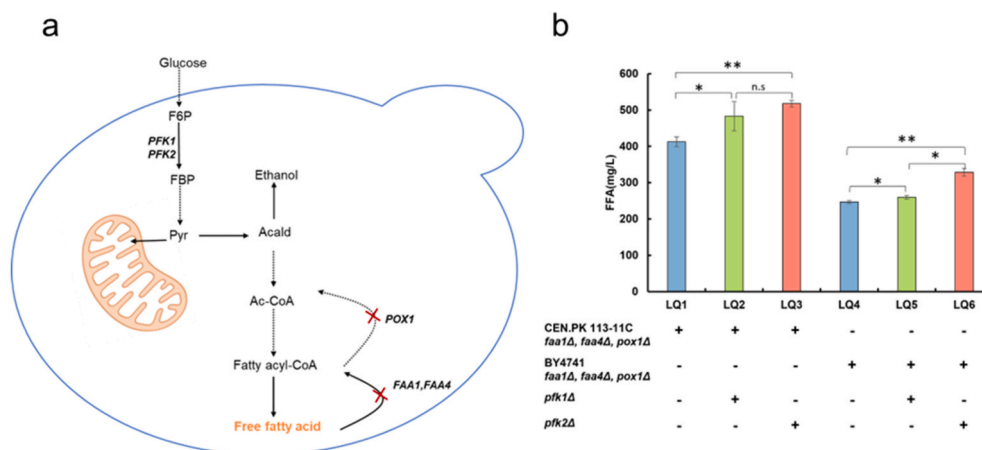 a
Glucose
F6P
PFK1
PFK2
FBP
Pyr
Ethanol
Acald
Ac-CoA
POX1
Fatty acyl-CoA
FAA1,FAA4
Free fatty acid
b
FFA(mg/L)
600
500
400
300
200
100
0
**
*
n.s
**
*
*
LQ1 LQ2 LQ3 LQ4 LQ5 LQ6
CEN.PK 113-11C + + + - - -
faa1Δ, faa4Δ, pox1Δ
BY4741 - - - + + +
faa1Δ, faa4Δ, pox1Δ
pfk1Δ - + - - + -
pfk2Δ - - + - - +